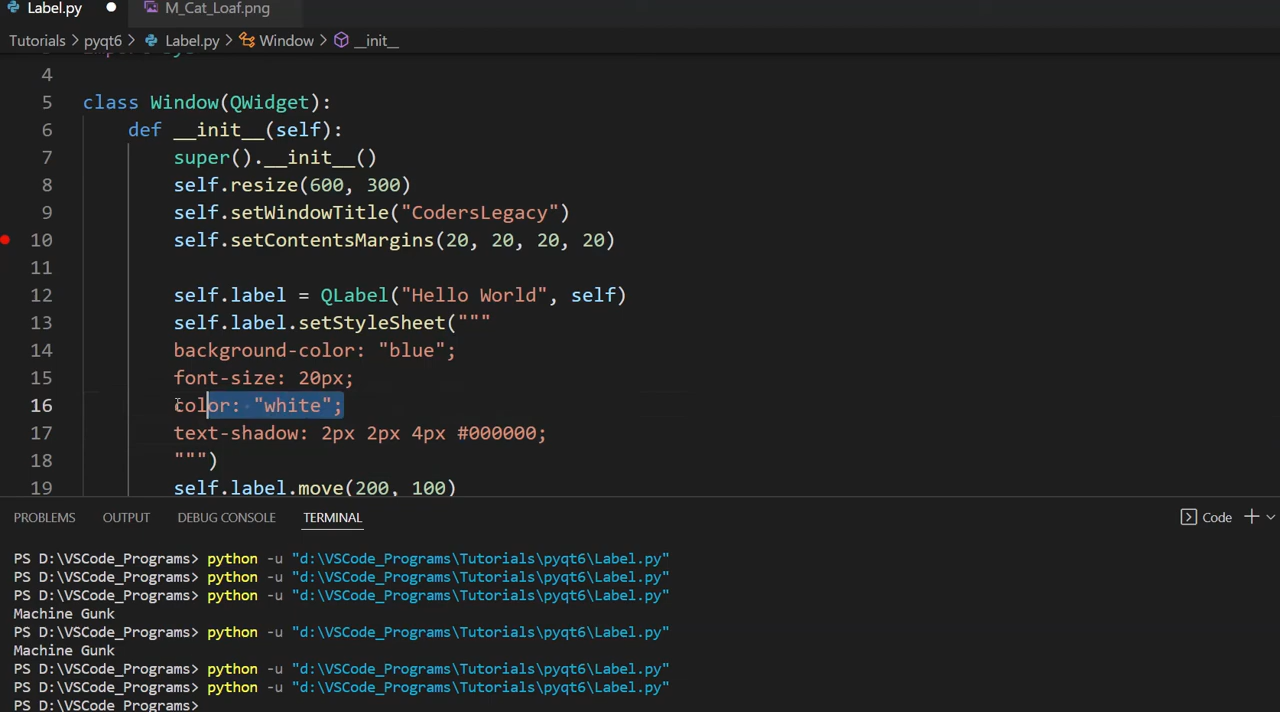 Label.py M_Cat_Loaf.png
Tutorials > pyqt6 > Label.py > Window > __init__
4
5 class Window(QWidget):
6 def __init__(self):
7 super().__init__()
8 self.resize(600, 300)
9 self.setWindowTitle("CodersLegacy")
10 self.setContentsMargins(20, 20, 20, 20)
11
12 self.label = QLabel("Hello World", self)
13 self.label.setStyleSheet("""
14 background-color: "blue";
15 font-size: 20px;
16 color: "white";
17 text-shadow: 2px 2px 4px #000000;
18 """)
19 self.label.move(200, 100)
PROBLEMS OUTPUT DEBUG CONSOLE TERMINAL Code
PS D:\VSCode_Programs> python -u "d:\VSCode_Programs\Tutorials\pyqt6\Label.py"
PS D:\VSCode_Programs> python -u "d:\VSCode_Programs\Tutorials\pyqt6\Label.py"
PS D:\VSCode_Programs> python -u "d:\VSCode_Programs\Tutorials\pyqt6\Label.py"
Machine Gunk
PS D:\VSCode_Programs> python -u "d:\VSCode_Programs\Tutorials\pyqt6\Label.py"
Machine Gunk
PS D:\VSCode_Programs> python -u "d:\VSCode_Programs\Tutorials\pyqt6\Label.py"
PS D:\VSCode_Programs> python -u "d:\VSCode_Programs\Tutorials\pyqt6\Label.py"
PS D:\VSCode_Programs>